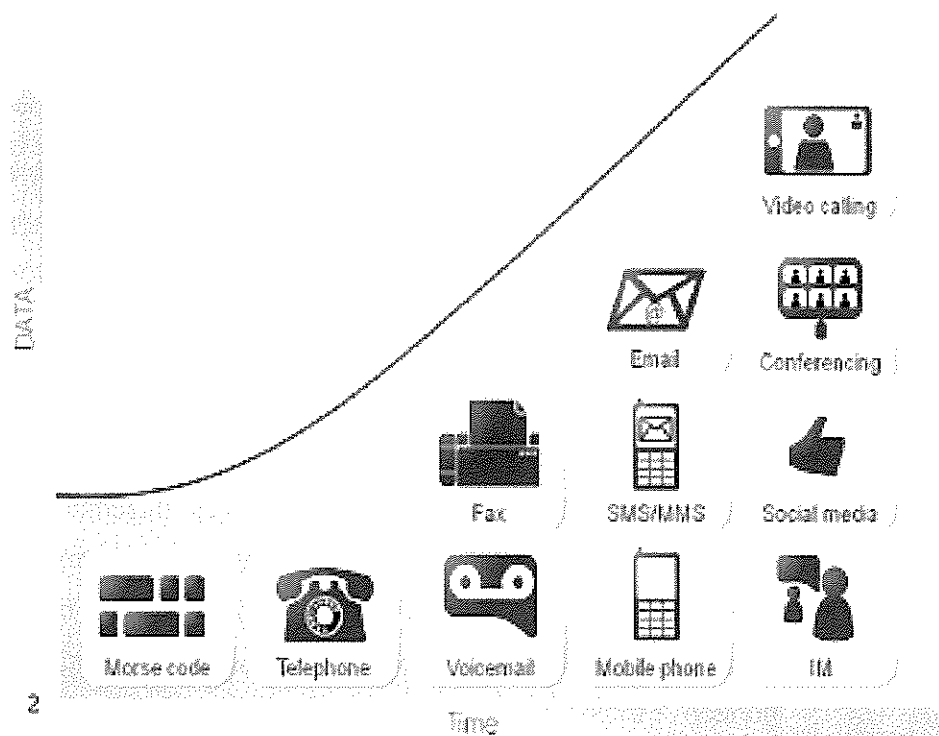 DATA
Video calling
@
Email
Conferencing
Fax
SMS/MMS
Social media
Morse code
Telephone
Voicemail
Mobile phone
IM
2
Time